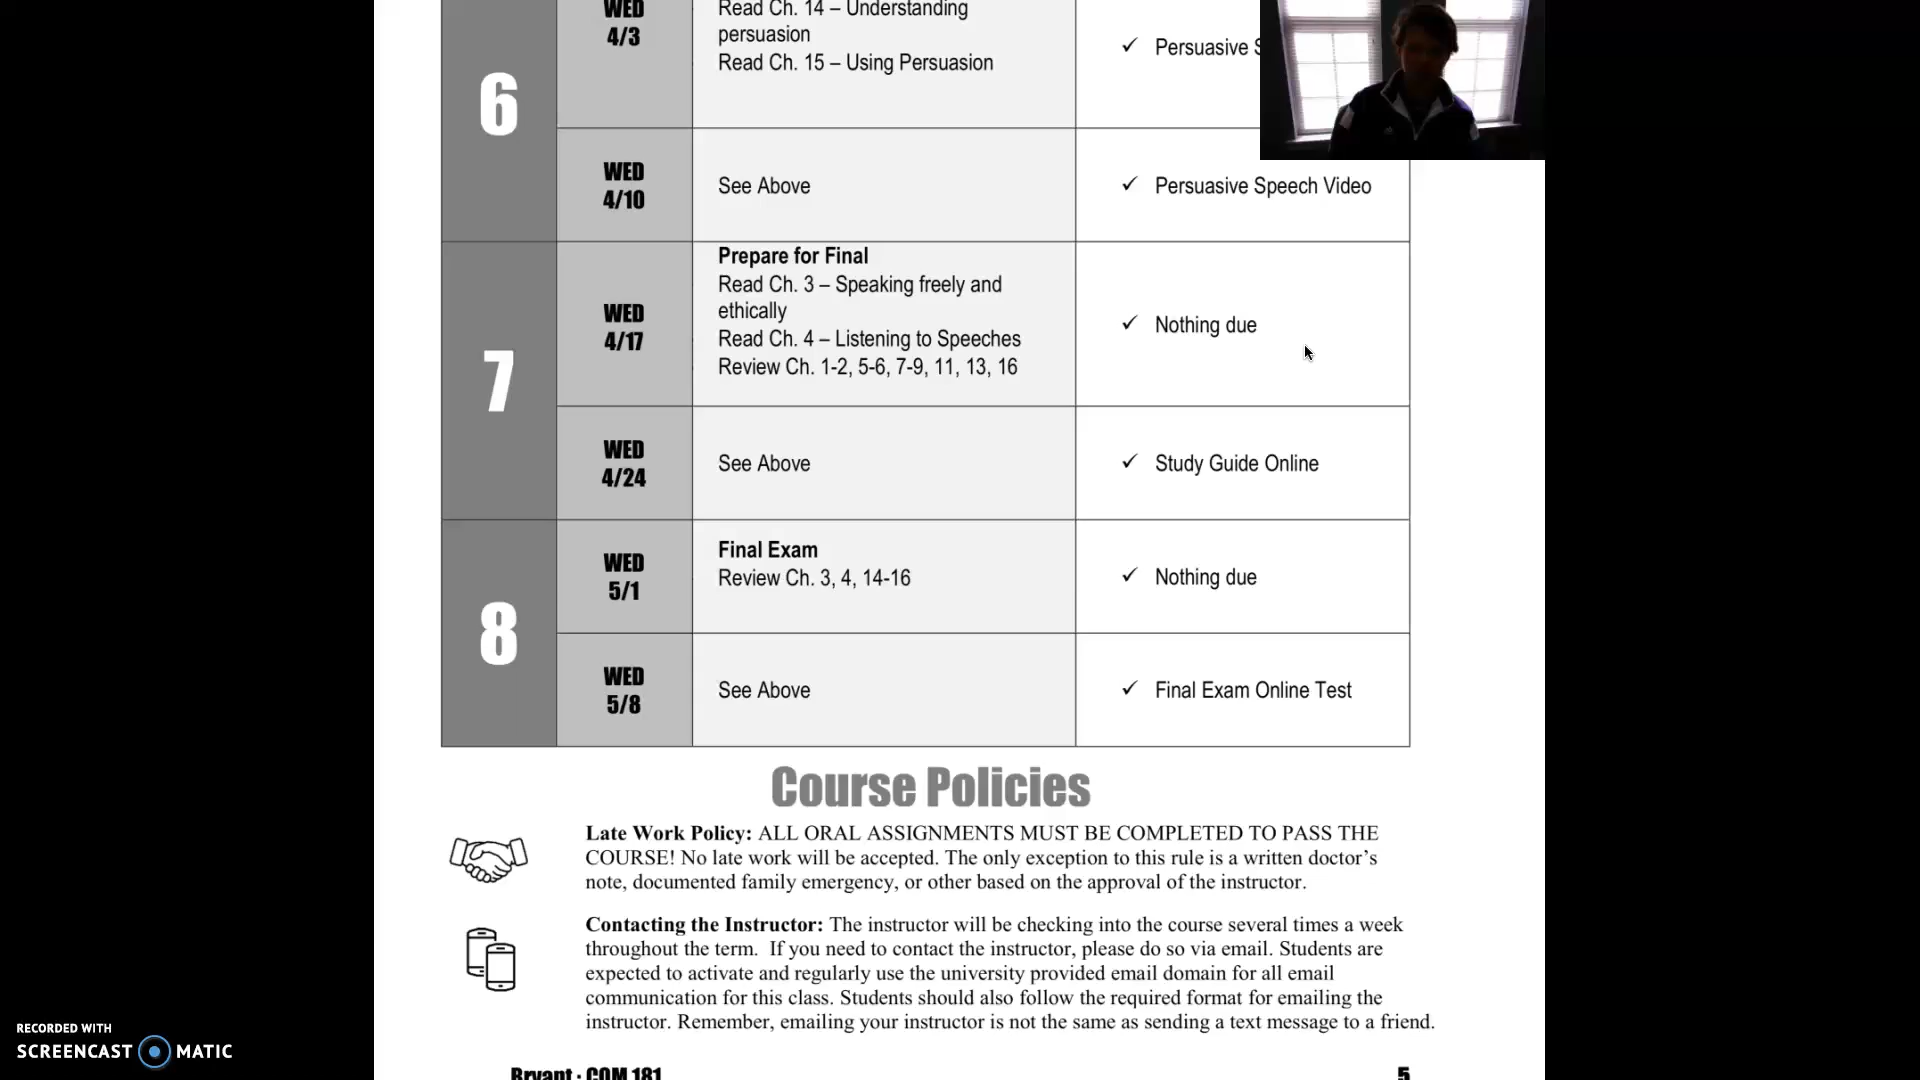 WED
4/3
Read Ch. 14 – Understanding
persuasion
Read Ch. 15 – Using Persuasion
✓ Persuasive
6
WED
4/10
See Above
✓ Persuasive Speech Video
7
WED
4/17
Prepare for Final
Read Ch. 3 – Speaking freely and
ethically
Read Ch. 4 – Listening to Speeches
Review Ch. 1-2, 5-6, 7-9, 11, 13, 16
✓ Nothing due
WED
4/24
See Above
✓ Study Guide Online
8
WED
5/1
Final Exam
Review Ch. 3, 4, 14-16
✓ Nothing due
WED
5/8
See Above
✓ Final Exam Online Test
Course Policies
Late Work Policy: ALL ORAL ASSIGNMENTS MUST BE COMPLETED TO PASS THE
COURSE! No late work will be accepted. The only exception to this rule is a written doctor’s
note, documented family emergency, or other based on the approval of the instructor.
Contacting the Instructor: The instructor will be checking into the course several times a week
throughout the term.  If you need to contact the instructor, please do so via email. Students are
expected to activate and regularly use the university provided email domain for all email
communication for this class. Students should also follow the required format for emailing the
instructor. Remember, emailing your instructor is not the same as sending a text message to a friend.
Bryant · COM 181
5
RECORDED WITH
SCREENCAST MATIC